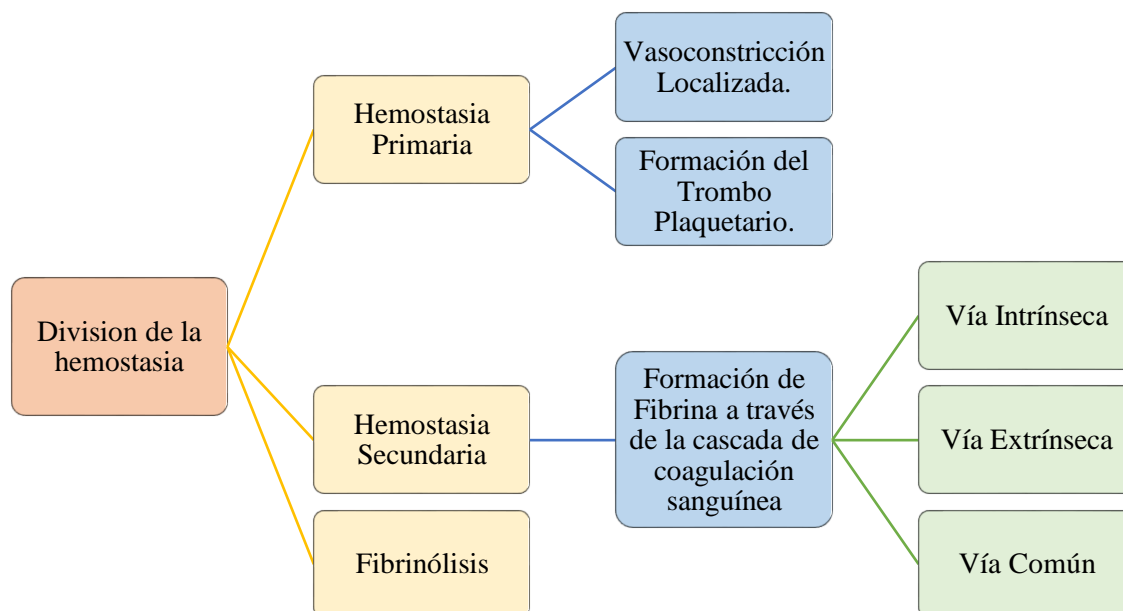 Division de la
hemostasia
Hemostasia
Primaria
Vasoconstricción
Localizada.
Formación del
Trombo
Plaquetario.
Hemostasia
Secundaria
Formación de
Fibrina a través
de la cascada de
coagulación
sanguínea
Vía Intrínseca
Vía Extrínseca
Vía Común
Fibrinólisis